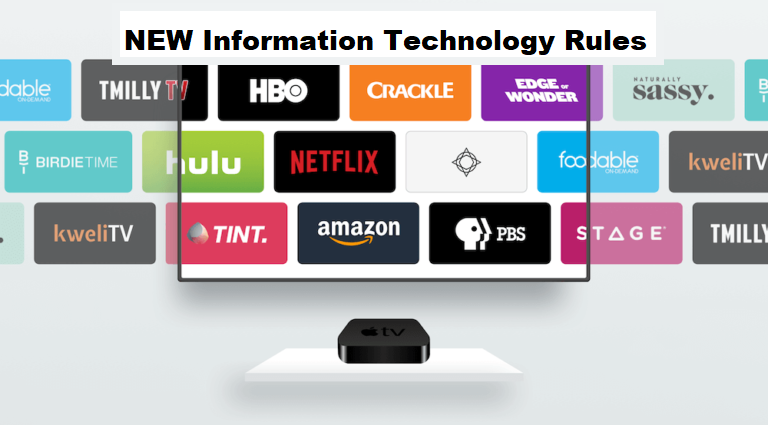 NEW Information Technology Rules
dable
ON-DEMAND
TMILLY TV
HBO
CRACKLE
EDGE OF
WONDER
NATURALLY
sassy.
B
BIRDIETIME
hulu
NETFLIX
foodable
ON-DEMAND
kweliTV
kweliTV
TINT.
amazon
PBS
STAGE
TMILLY
tv